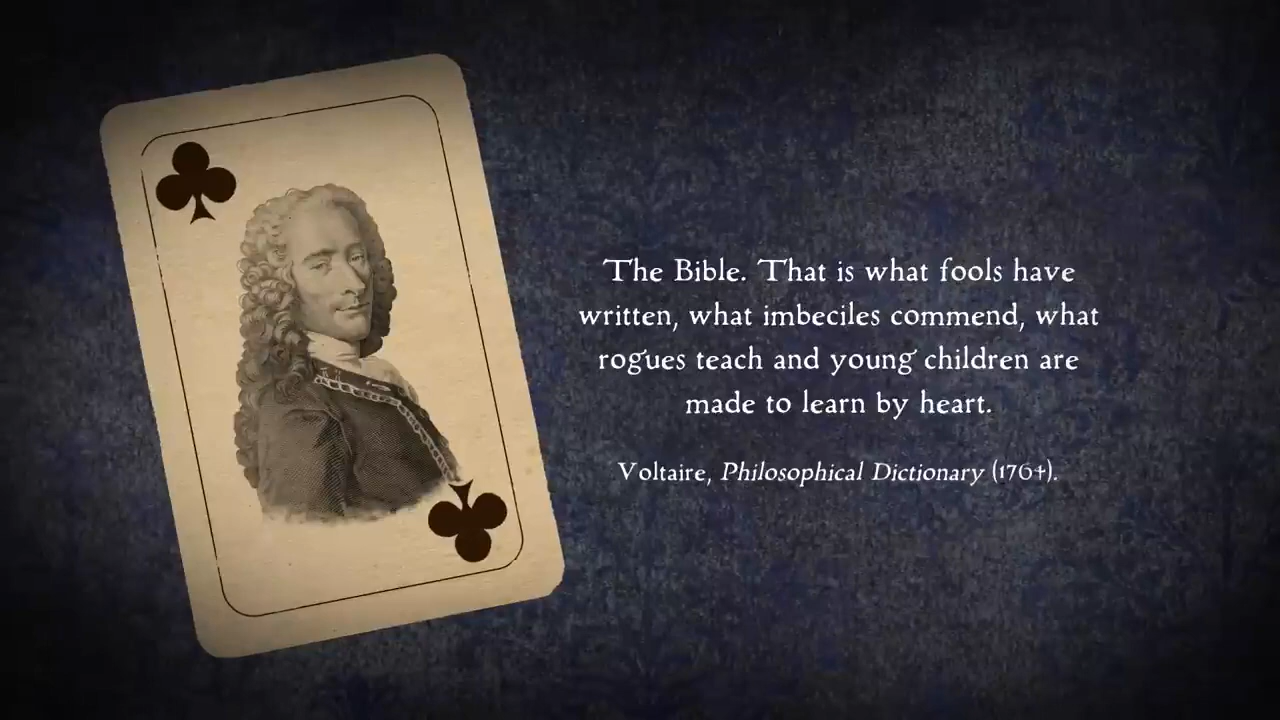 The Bible. That is what fools have
written, what imbeciles commend, what
rogues teach and young children are
made to learn by heart.
Voltaire, Philosophical Dictionary (1764).